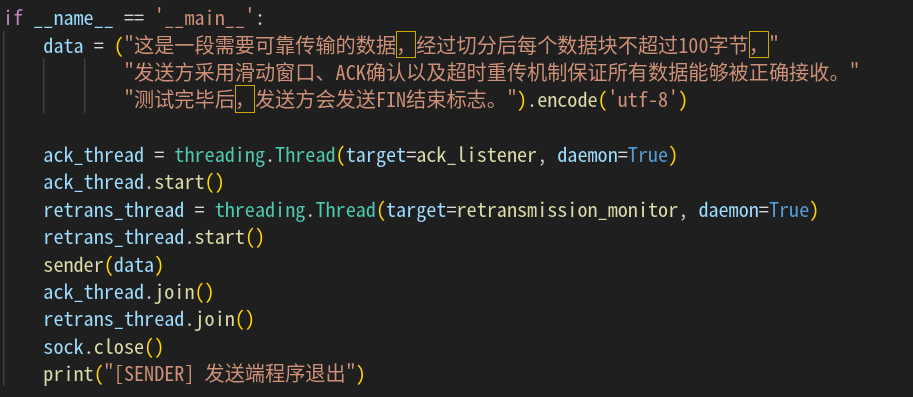 if __name__ == '__main__':
    data = ("这是一段需要可靠传输的数据，经过切分后每个数据块不超过100字节，"
            "发送方采用滑动窗口、ACK确认以及超时重传机制保证所有数据能够被正确接收。"
            "测试完毕后，发送方会发送FIN结束标志。").encode('utf-8')

    ack_thread = threading.Thread(target=ack_listener, daemon=True)
    ack_thread.start()
    retrans_thread = threading.Thread(target=retransmission_monitor, daemon=True)
    retrans_thread.start()
    sender(data)
    ack_thread.join()
    retrans_thread.join()
    sock.close()
    print("[SENDER] 发送端程序退出")